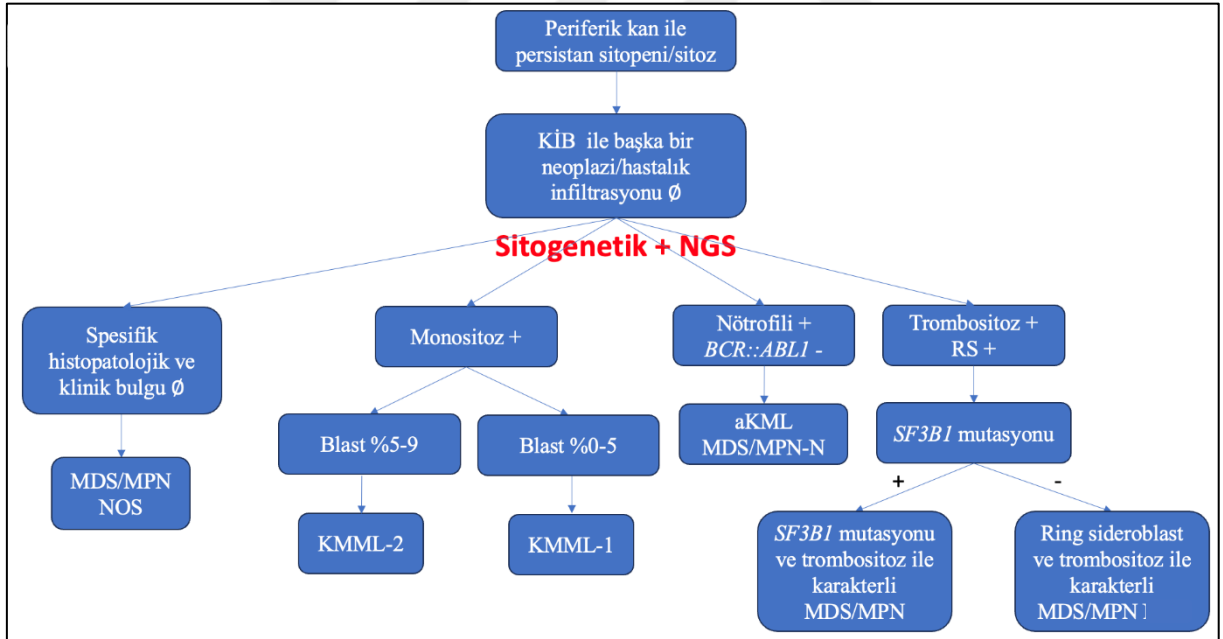 Periferik kan ile
persistan sitopeni/sitoz
KİB ile başka bir
neoplazi/hastalık
infiltrasyonu Ø
Sitogenetik + NGS
Spesifik
histopatolojik ve
klinik bulgu Ø
Monositoz +
Nötrofili +
BCR::ABL1 -
Trombositoz +
RS +
MDS/MPN
NOS
Blast %5-9
Blast %0-5
aKML
MDS/MPN-N
SF3B1 mutasyonu
+
-
KMML-2
KMML-1
SF3B1 mutasyonu
ve trombositoz ile
karakterli
MDS/MPN
Ring sideroblast
ve trombositoz ile
karakterli
MDS/MPN